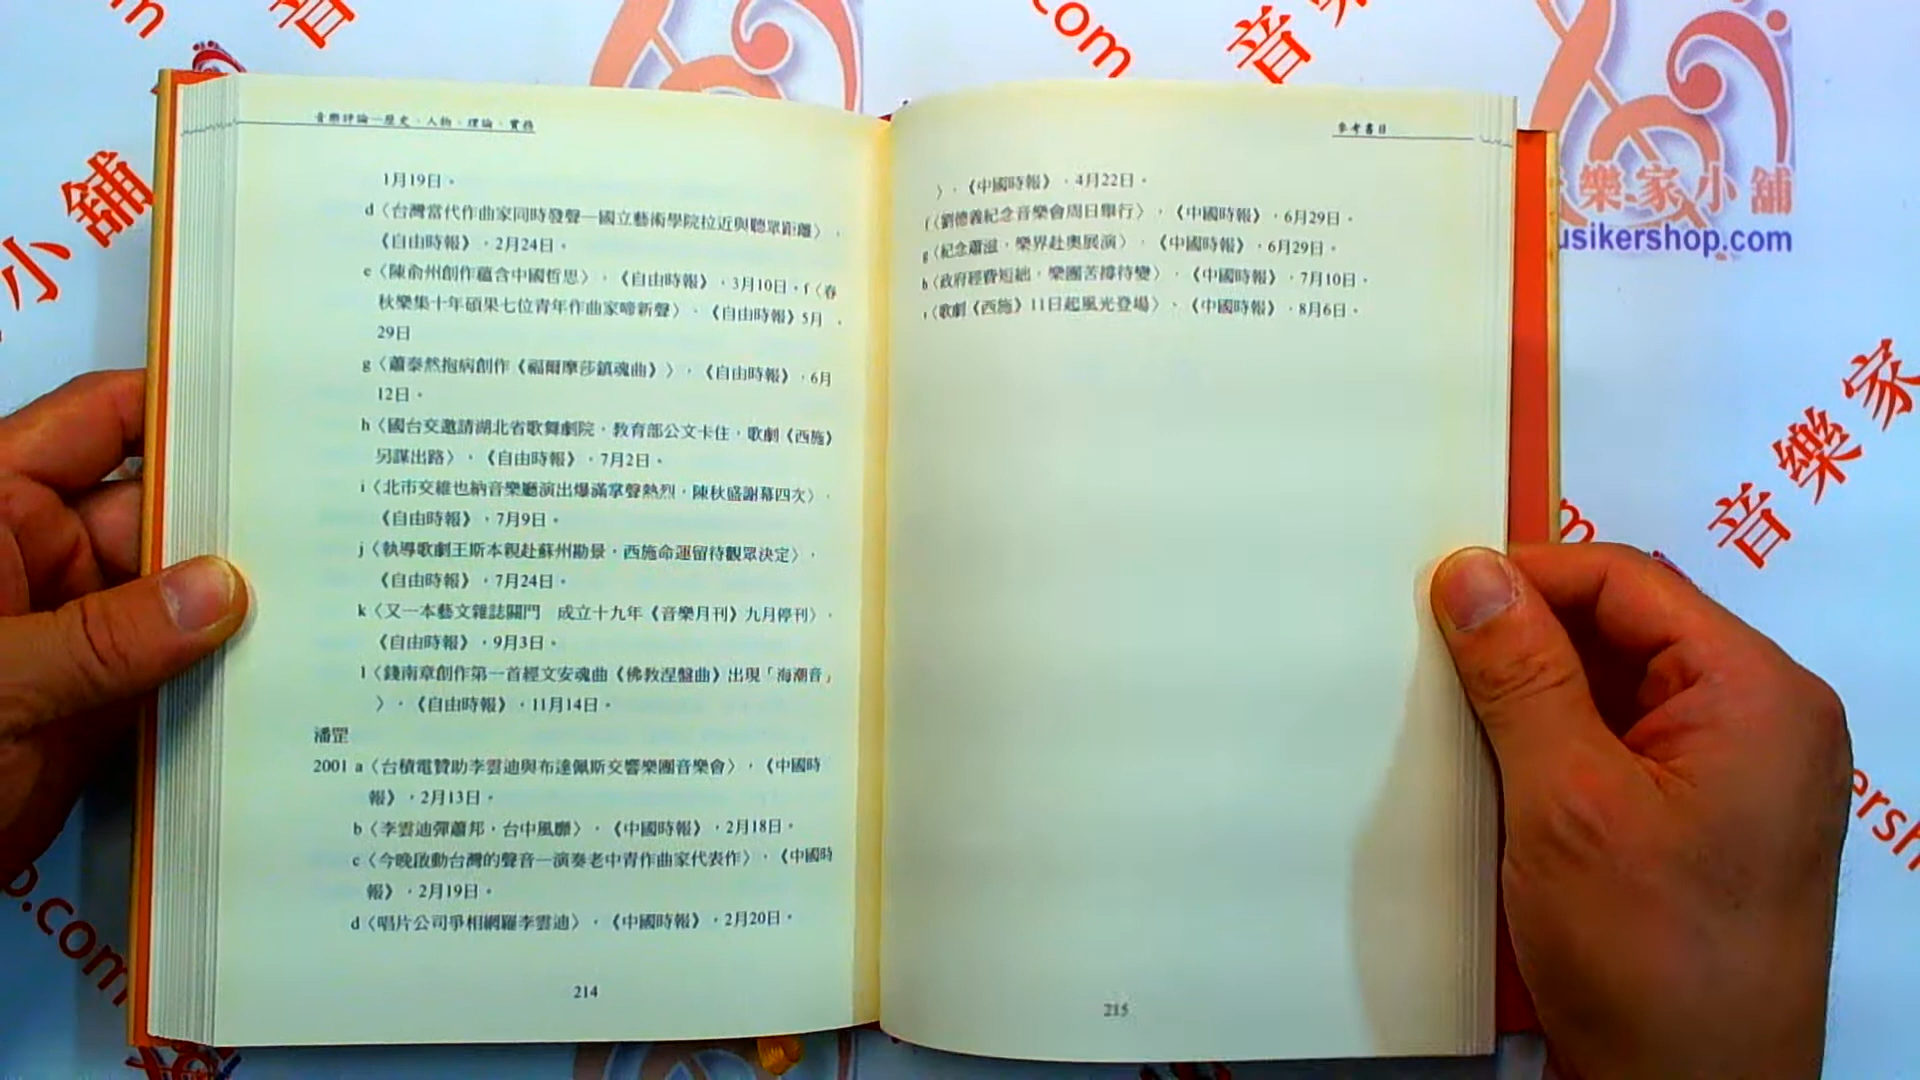 音樂評論—歷史、人物、理論、實務
1月19日。
d〈台灣當代作曲家同時發聲—國立藝術學院拉近與聽眾距離〉，
《自由時報》，2月24日。
e〈陳俞州創作蘊含中國哲思〉，《自由時報》，3月10日。f〈春
秋樂集十年碩果七位青年作曲家啼新聲〉、《自由時報》5月
29日
g〈蕭泰然抱病創作《福爾摩莎鎮魂曲》〉，《自由時報》，6月
12日。
h〈國台交邀請湖北省歌舞劇院，教育部公文卡住，歌劇《西施》
另謀出路〉，《自由時報》，7月2日。
i〈北市交維也納音樂廳演出爆滿掌聲熱烈，陳秋盛謝幕四次〉，
《自由時報》，7月9日。
j〈執導歌劇王斯本親赴蘇州勘景，西施命運留待觀眾決定〉，
《自由時報》，7月24日。
k〈又一本藝文雜誌關門　成立十九年《音樂月刊》九月停刊〉，
《自由時報》，9月3日。
l〈錢南章創作第一首經文安魂曲《佛教涅盤曲》出現「海潮音」
〉，《自由時報》，11月14日。
潘罡
2001 a〈台積電贊助李雲迪與布達佩斯交響樂團音樂會〉，《中國時
報》，2月13日。
b〈李雲迪彈蕭邦，台中風靡〉，《中國時報》，2月18日。
c〈今晚啟動台灣的聲音—演奏老中青作曲家代表作〉，《中國時
報》，2月19日。
d〈唱片公司爭相網羅李雲迪〉，《中國時報》，2月20日。
214
參考書目
〉，《中國時報》，4月22日。
f〈劉德義紀念音樂會周日舉行〉，《中國時報》，6月29日。
g〈紀念蕭滋，樂界赴奧展演〉，《中國時報》，6月29日。
h〈政府經費短絀，樂團苦撐待變〉，《中國時報》，7月10日。
i〈歌劇《西施》11日起風光登場〉、《中國時報》，8月6日。
215
音樂家小舖
usikershop.com
小舖
音樂家
音
com
p.com
ersh